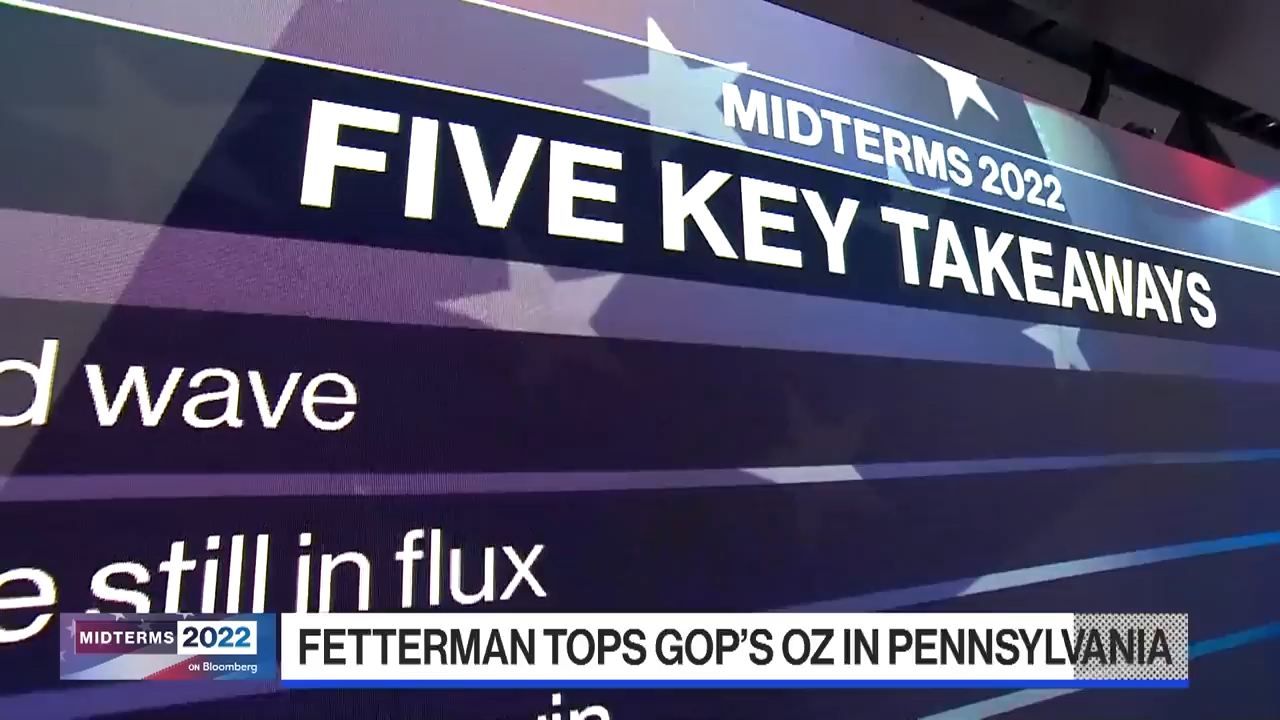 MIDTERMS 2022
FIVE KEY TAKEAWAYS
wave
still in flux
MIDTERMS 2022
on Bloomberg
FETTERMAN TOPS GOP'S OZ IN PENNSYLVANIA